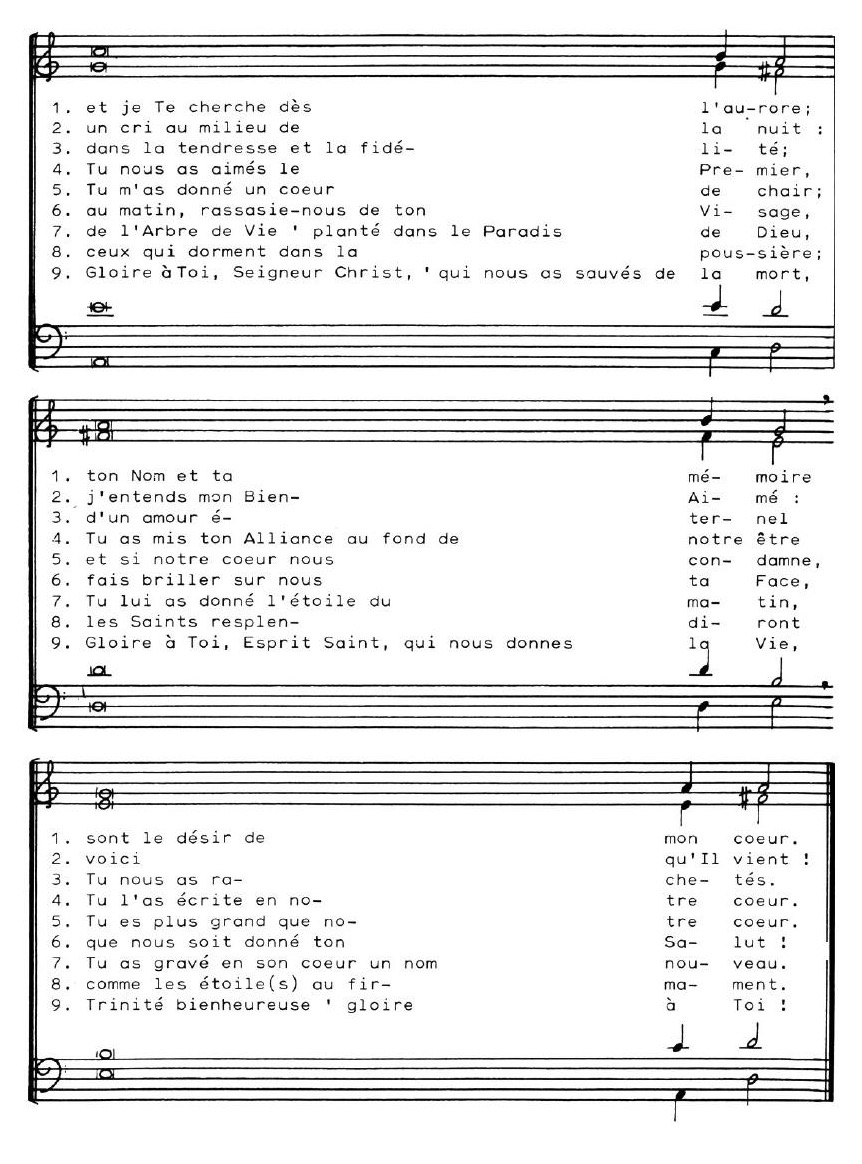 1. et je Te cherche dès l'au-rore;
2. un cri au milieu de la nuit :
3. dans la tendresse et la fidé- li- té;
4. Tu nous as aimés le Pre- mier,
5. Tu m'as donné un coeur de chair;
6. au matin, rassasie-nous de ton Vi- sage,
7. de l'Arbre de Vie ' planté dans le Paradis de Dieu,
8. ceux qui dorment dans la pous-sière;
9. Gloire à Toi, Seigneur Christ, ' qui nous as sauvés de la mort,
1. ton Nom et ta mé- moire
2. j'entends mon Bien- Ai- mé :
3. d'un amour é- ter- nel
4. Tu as mis ton Alliance au fond de notre être
5. et si notre coeur nous con- damne,
6. fais briller sur nous ta Face,
7. Tu lui as donné l'étoile du ma- tin,
8. les Saints resplen- di- ront
9. Gloire à Toi, Esprit Saint, qui nous donnes la Vie,
1. sont le désir de mon coeur.
2. voici qu'Il vient !
3. Tu nous as ra- che- tés.
4. Tu l'as écrite en no- tre coeur.
5. Tu es plus grand que no- tre coeur.
6. que nous soit donné ton Sa- lut !
7. Tu as gravé en son coeur un nom nou- veau.
8. comme les étoile(s) au fir- ma- ment.
9. Trinité bienheureuse ' gloire à Toi !